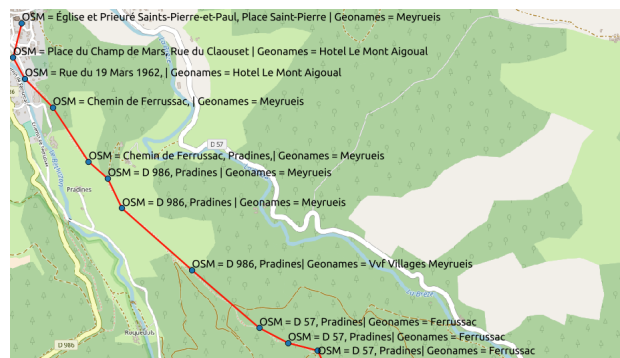 OSM = Église et Prieuré Saints-Pierre-et-Paul, Place Saint-Pierre | Geonames = Meyrueis
OSM = Place du Champ de Mars, Rue du Claouset | Geonames = Hotel Le Mont Aigoual
OSM = Rue du 19 Mars 1962, | Geonames = Hotel Le Mont Aigoual
OSM = Chemin de Ferrussac, | Geonames = Meyrueis
D 57
OSM = Chemin de Ferrussac, Pradines,| Geonames = Meyrueis
OSM = D 986, Pradines | Geonames = Meyrueis
Pradines
OSM = D 986, Pradines | Geonames = Meyrueis
OSM = D 986, Pradines| Geonames = Vvf Villages Meyrueis
OSM = D 57, Pradines| Geonames = Ferrussac
Roquedols
OSM = D 57, Pradines| Geonames = Ferrussac
D 986
OSM = D 57, Pradines| Geonames = Ferrussac